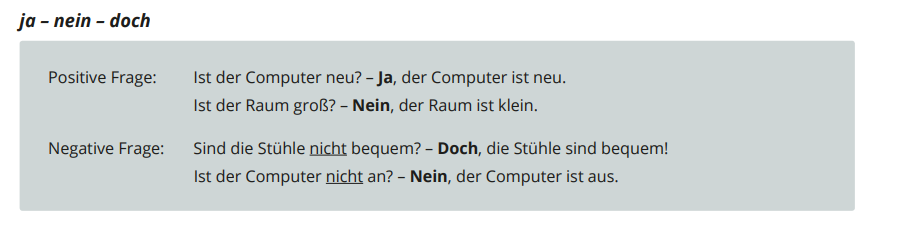 ja – nein – doch
Positive Frage: Ist der Computer neu? – Ja, der Computer ist neu.
Ist der Raum groß? – Nein, der Raum ist klein.
Negative Frage: Sind die Stühle nicht bequem? – Doch, die Stühle sind bequem!
Ist der Computer nicht an? – Nein, der Computer ist aus.